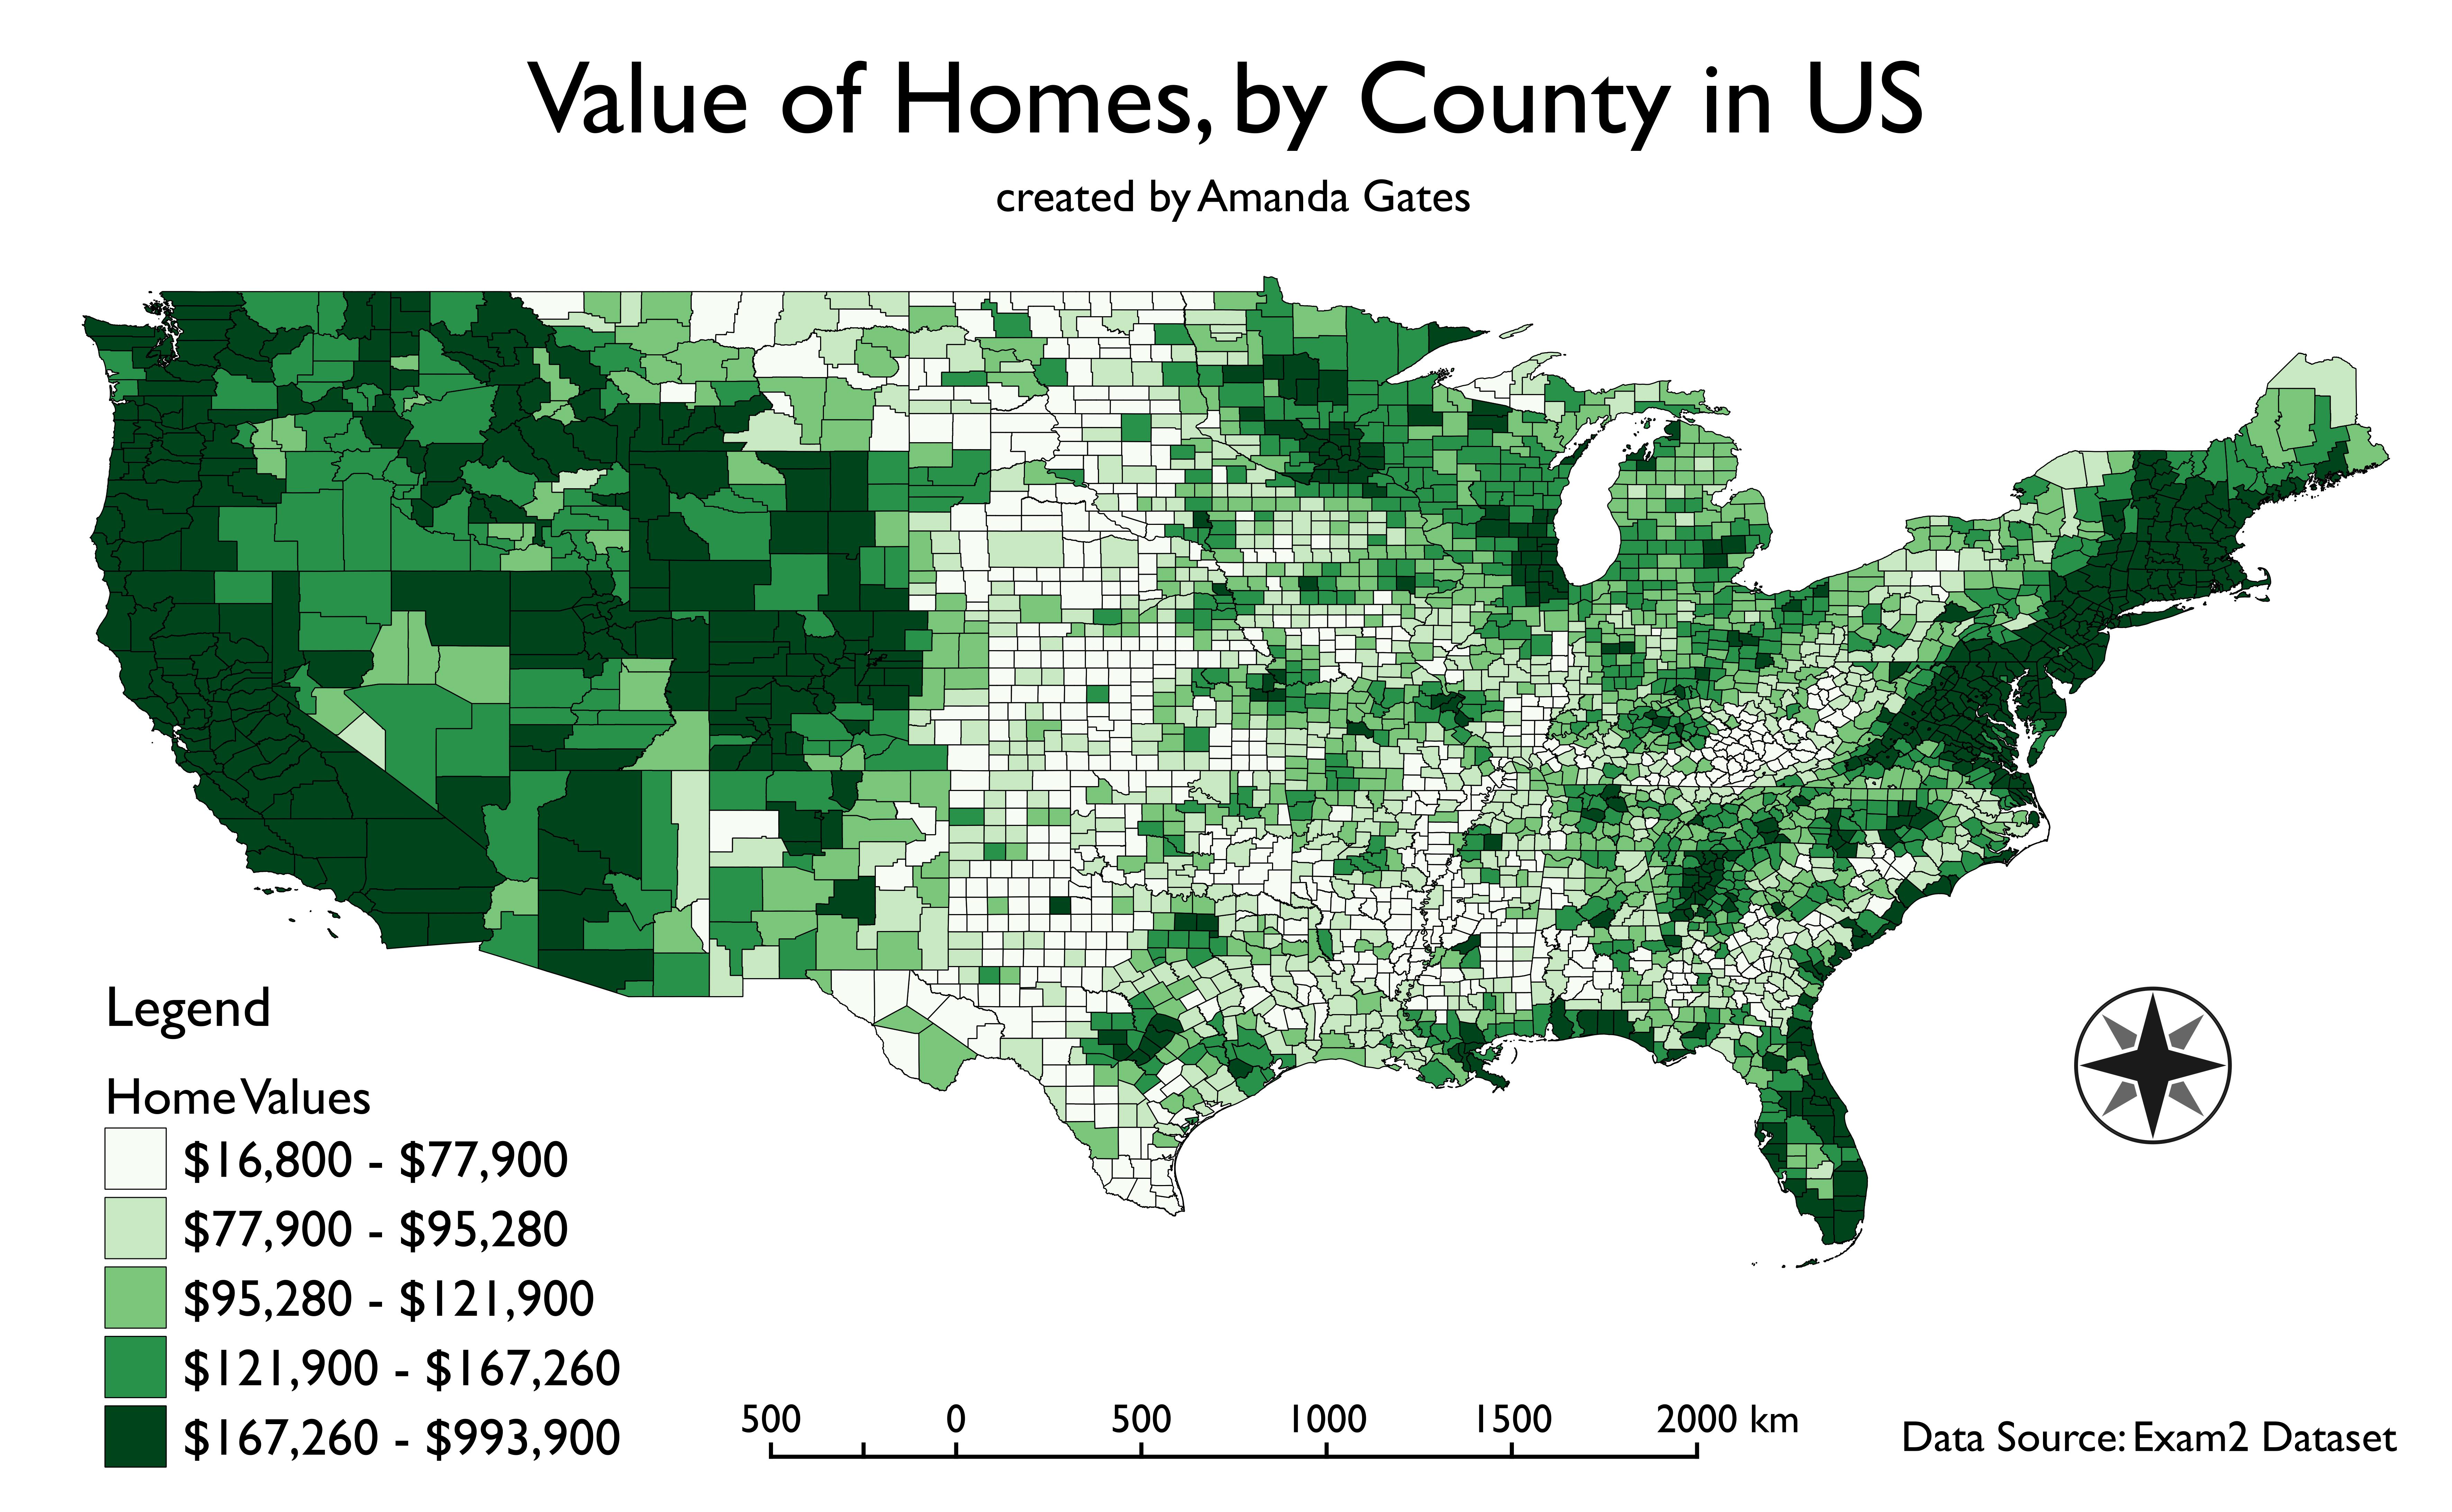 Value of Homes, by County in US
created by Amanda Gates
Legend
Home Values
$16,800 - $77,900
$77,900 - $95,280
$95,280 - $121,900
$121,900 - $167,260
$167,260 - $993,900
500 0 500 1000 1500 2000 km
Data Source: Exam2 Dataset